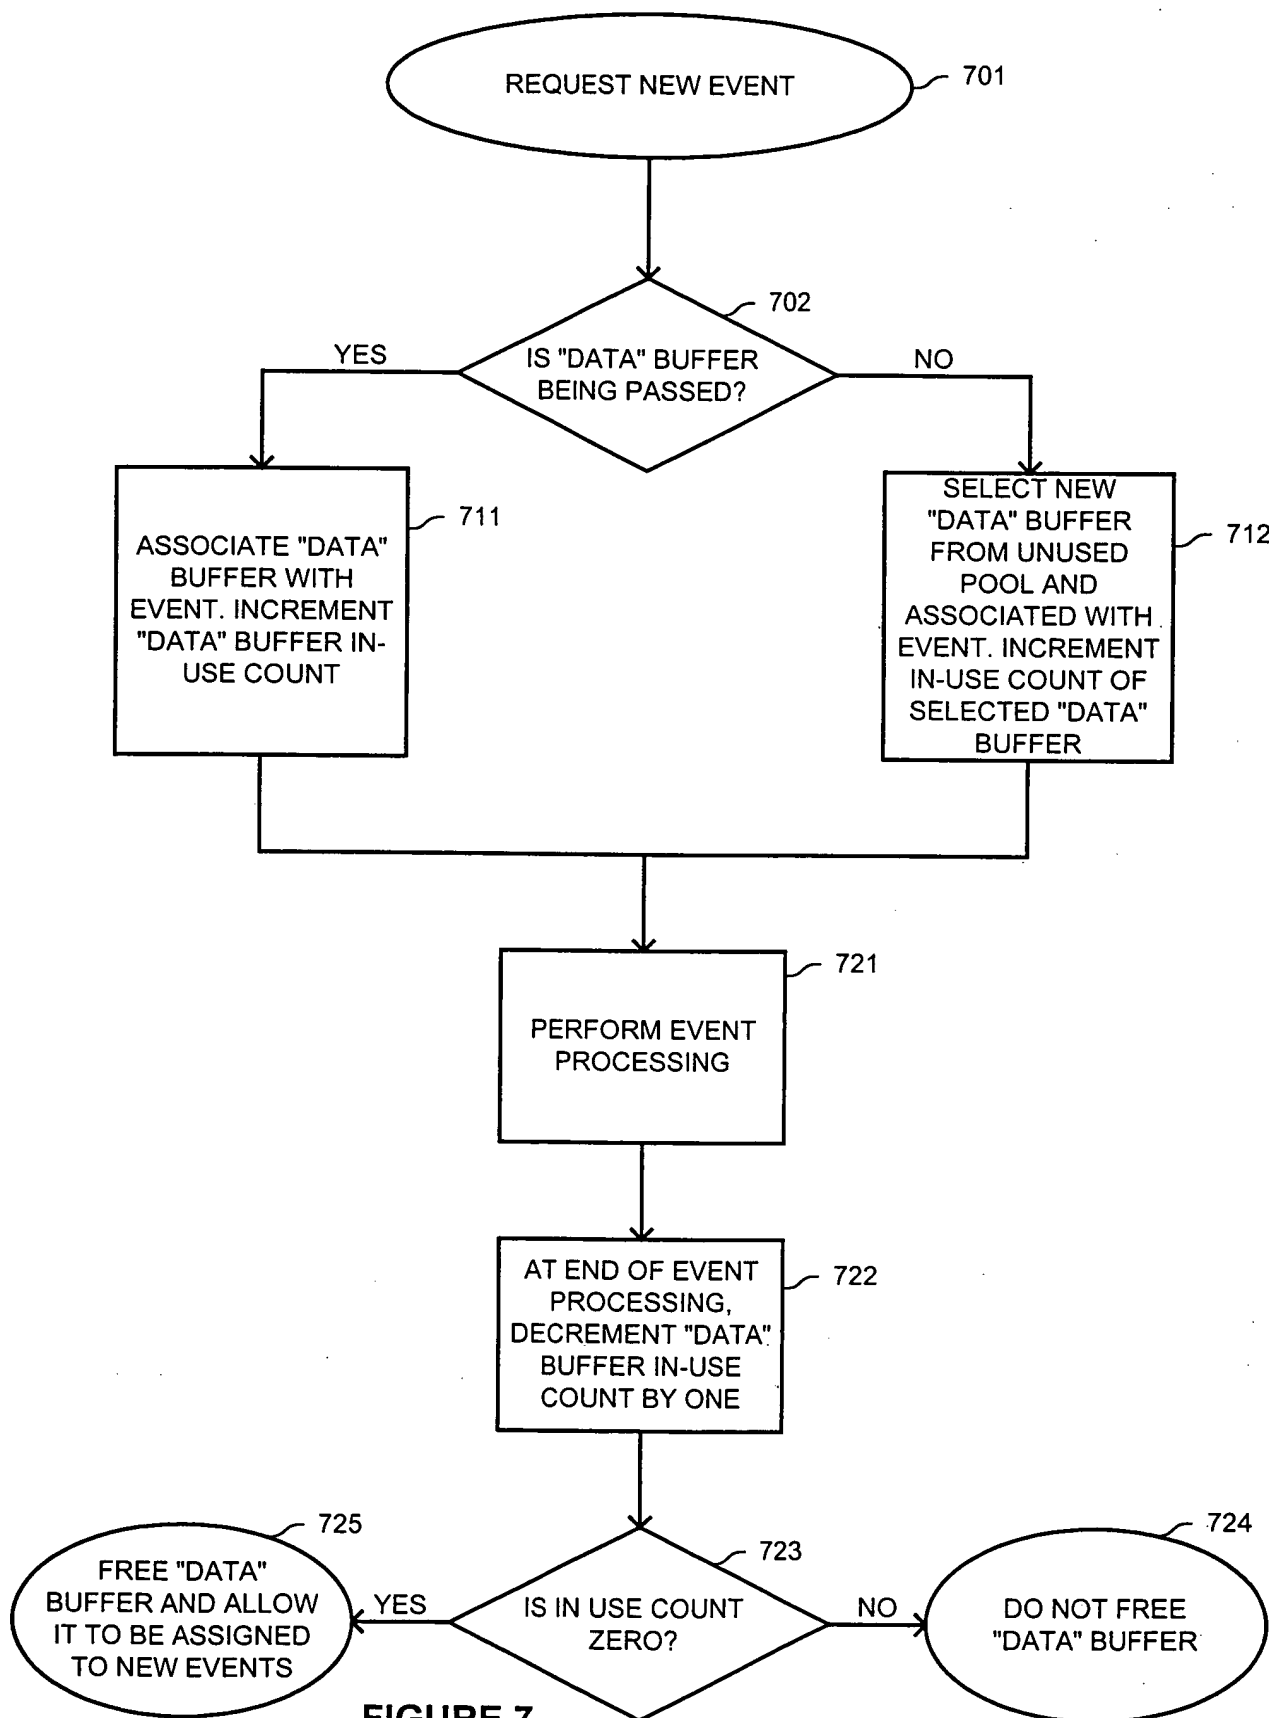 REQUEST NEW EVENT
701
702
IS "DATA" BUFFER
BEING PASSED?
YES
NO
711
ASSOCIATE "DATA"
BUFFER WITH
EVENT. INCREMENT
"DATA" BUFFER IN-
USE COUNT
712
SELECT NEW
"DATA" BUFFER
FROM UNUSED
POOL AND
ASSOCIATED WITH
EVENT. INCREMENT
IN-USE COUNT OF
SELECTED "DATA"
BUFFER
721
PERFORM EVENT
PROCESSING
722
AT END OF EVENT
PROCESSING,
DECREMENT "DATA"
BUFFER IN-USE
COUNT BY ONE
723
IS IN USE COUNT
ZERO?
YES
NO
725
FREE "DATA"
BUFFER AND ALLOW
IT TO BE ASSIGNED
TO NEW EVENTS
724
DO NOT FREE
"DATA" BUFFER
FIGURE 7